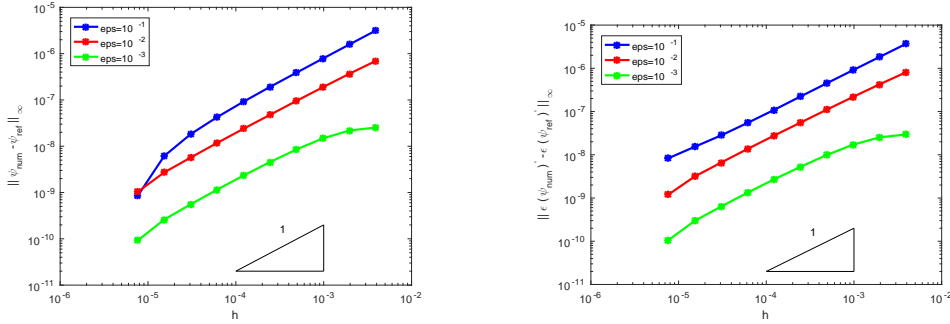 || ψ_num - ψ_ref ||_∞
10^-5
10^-6
10^-7
10^-8
10^-9
10^-10
10^-11
eps=10^-1
eps=10^-2
eps=10^-3
1
10^-6
10^-5
10^-4
10^-3
10^-2
h
|| ϵ (ψ_num)' - ϵ (ψ_ref)' ||_∞
10^-5
10^-6
10^-7
10^-8
10^-9
10^-10
10^-11
eps=10^-1
eps=10^-2
eps=10^-3
1
10^-6
10^-5
10^-4
10^-3
10^-2
h